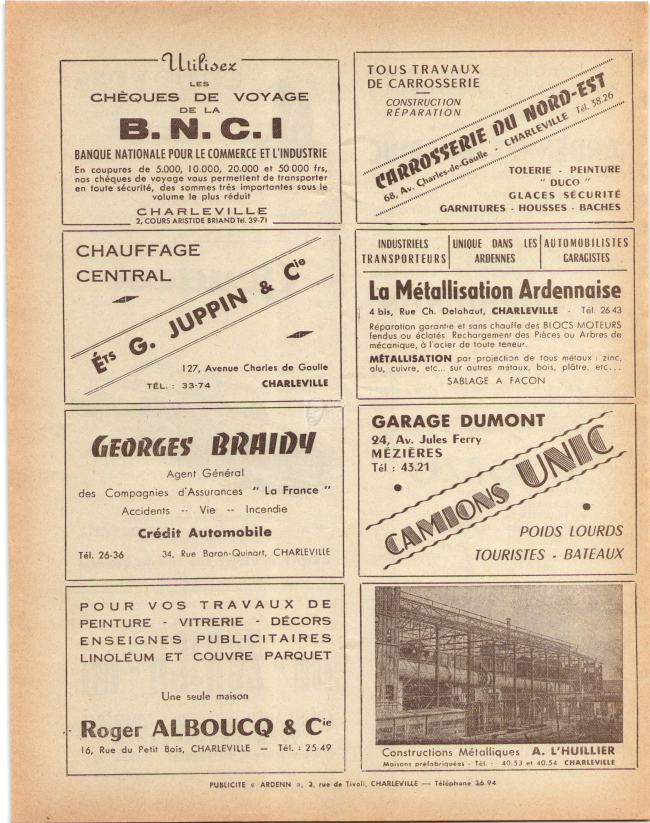 Utilisez
LES
CHÈQUES DE VOYAGE
DE LA
B.N.C.I
BANQUE NATIONALE POUR LE COMMERCE ET L'INDUSTRIE
En coupures de 5.000, 10.000, 20.000 et 50 000 frs,
nos chèques de voyage vous permettent de transporter
en toute sécurité, des sommes très importantes sous le
volume le plus réduit
CHARLEVILLE
2, COURS ARISTIDE BRIAND Tél. 39-71
TOUS TRAVAUX
DE CARROSSERIE
CONSTRUCTION
RÉPARATION
CARROSSERIE DU NORD-EST
68, Av. Charles-de-Gaulle - CHARLEVILLE Tél. 38.26
TOLERIE - PEINTURE
" DUCO "
GLACES SÉCURITÉ
GARNITURES - HOUSSES - BACHES
CHAUFFAGE
CENTRAL
Éts G. JUPPIN & Cie
127, Avenue Charles de Gaulle
TÉL. : 33-74 CHARLEVILLE
INDUSTRIELS TRANSPORTEURS
UNIQUE DANS LES ARDENNES
AUTOMOBILISTES GARAGISTES
La Métallisation Ardennaise
4 bis, Rue Ch. Delahaut, CHARLEVILLE - Tél. 26 43
Réparation garantie et sans chauffe des BLOCS MOTEURS
fendus ou éclatés Rechargement des Pièces ou Arbres de
mécanique, à l'acier de toute teneur.
MÉTALLISATION par projection de tous métaux : zinc,
alu, cuivre, etc... sur autres métaux, bois, plâtre, etc...
SABLAGE A FACON
GEORGES BRAIDY
Agent Général
des Compagnies d'Assurances " La France "
Accidents -- Vie -- Incendie
Crédit Automobile
Tél. 26-36 34, Rue Baron-Quinart, CHARLEVILLE
GARAGE DUMONT
24, Av. Jules Ferry
MÉZIÈRES
Tél : 43.21
CAMIONS UNIC
POIDS LOURDS
TOURISTES - BATEAUX
POUR VOS TRAVAUX DE
PEINTURE - VITRERIE - DÉCORS
ENSEIGNES PUBLICITAIRES
LINOLÉUM ET COUVRE PARQUET
Une seule maison
Roger ALBOUCQ & Cie
16, Rue du Petit Bois, CHARLEVILLE — Tél. : 25 49
Constructions Métalliques A. L'HUILLIER
Maisons préfabriquées - Tél. : 40.53 et 40.54 CHARLEVILLE
PUBLICITE « ARDENN », 3, rue de Tivoli, CHARLEVILLE — Téléphone 36.94